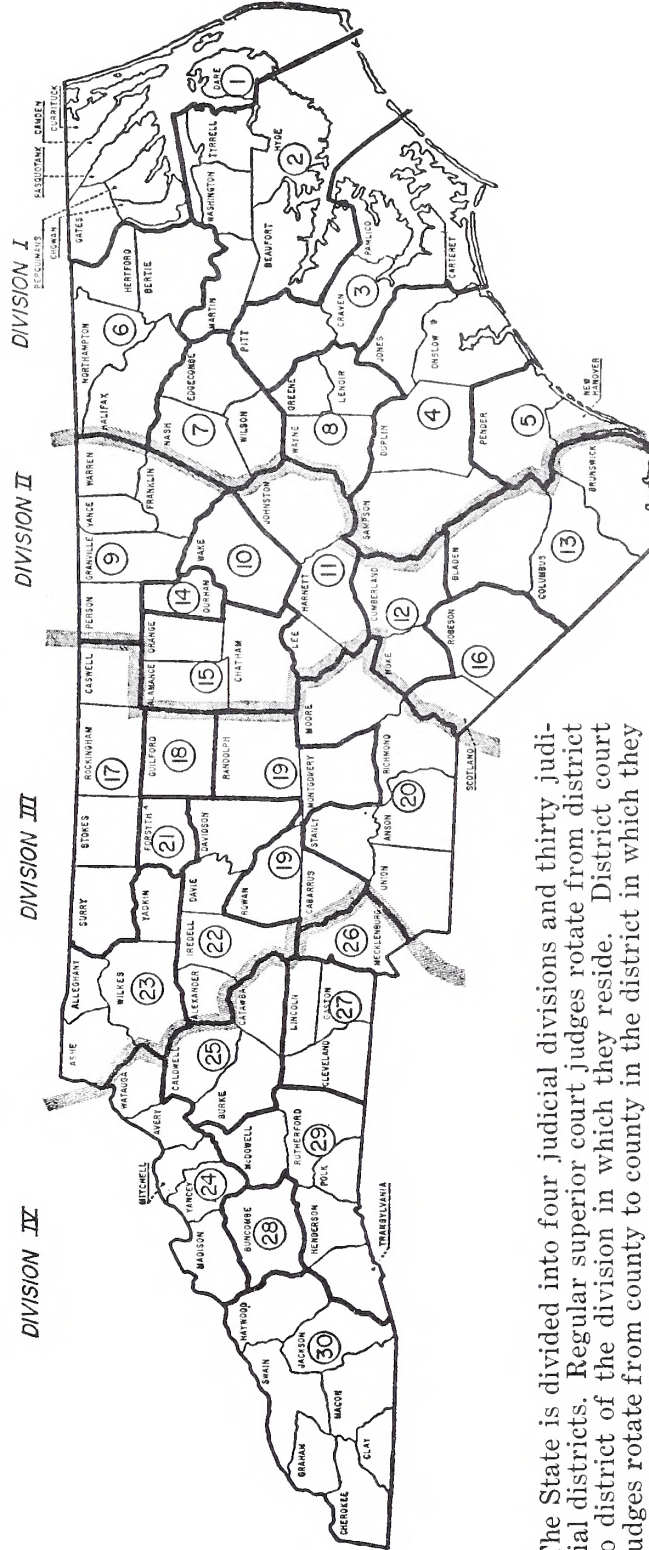 DIVISION IV
DIVISION III
DIVISION II
DIVISION I
PERQUIMANS
CHOWAN
PASQUOTANK
CAMDEN
CURRITUCK
ASHE
ALLEGHANY
SURRY
STOKES
ROCKINGHAM
CASWELL
PERSON
GRANVILLE
VANCE
WARREN
NORTHAMPTON
HERTFORD
GATES
17
9
6
HALIFAX
BERTIE
WATAUGA
WILKES
23
YADKIN
FORSYTH
21
GUILFORD
18
ALAMANCE
15
ORANGE
DURHAM
14
FRANKLIN
NASH
7
EDGECOMBE
MARTIN
WASHINGTON
TYRRELL
DARE
1
MITCHELL
AVERY
CALDWELL
25
ALEXANDER
IREDELL
22
DAVIE
DAVIDSON
RANDOLPH
19
CHATHAM
WAKE
10
WILSON
PITT
BEAUFORT
HYDE
2
YANCEY
24
MADISON
BURKE
CATAWBA
ROWAN
19
LEE
JOHNSTON
WAYNE
8
GREENE
LENOIR
CRAVEN
3
PAMLICO
BUNCOMBE
28
McDOWELL
HAYWOOD
SWAIN
LINCOLN
CABARRUS
STANLY
MONTGOMERY
MOORE
HARNETT
11
GRAHAM
JACKSON
30
HENDERSON
RUTHERFORD
29
POLK
CLEVELAND
GASTON
27
MECKLENBURG
26
UNION
ANSON
20
RICHMOND
HOKE
CUMBERLAND
12
SAMPSON
DUPLIN
4
JONES
ONSLOW
CARTERET
CHEROKEE
CLAY
MACON
TRANSYLVANIA
SCOTLAND
ROBESON
16
BLADEN
COLUMBUS
13
BRUNSWICK
PENDER
5
NEW
HANOVER
he State is divided into four judicial divisions and thirty judi-
ial districts. Regular superior court judges rotate from district
o district of the division in which they reside. District court
udges rotate from county to county in the district in which they